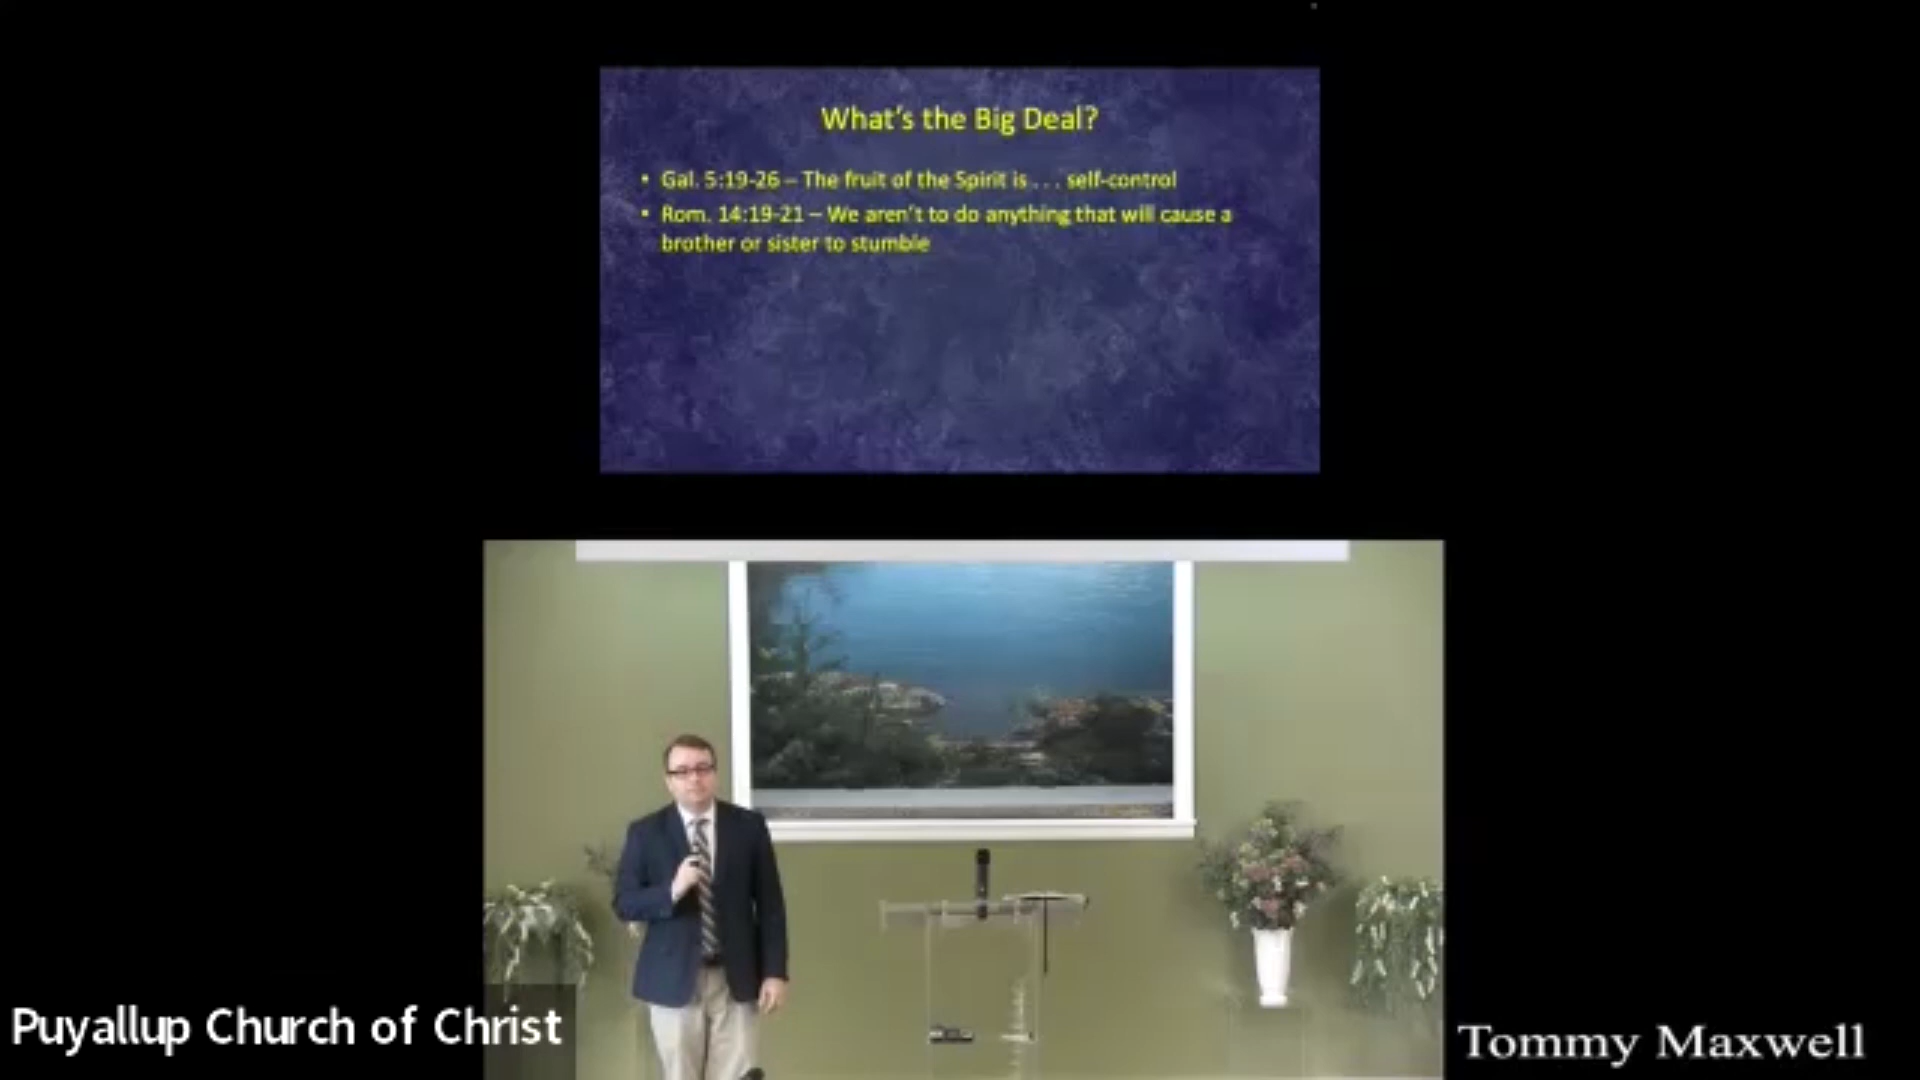 What's the Big Deal?
• Gal. 5:19-26 – The fruit of the Spirit is . . . self-control
• Rom. 14:19-21 – We aren't to do anything that will cause a
brother or sister to stumble
Puyallup Church of Christ
Tommy Maxwell